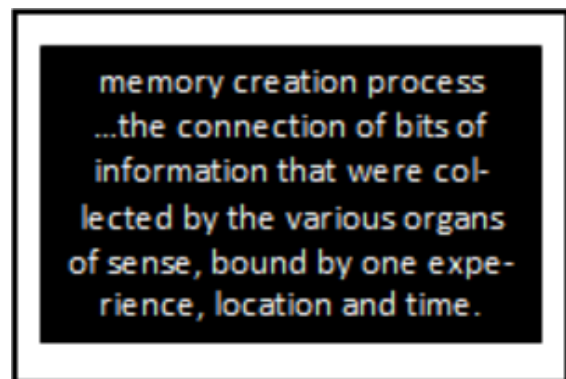 memory creation process
...the connection of bits of
information that were col-
lected by the various organs
of sense, bound by one expe-
rience, location and time.